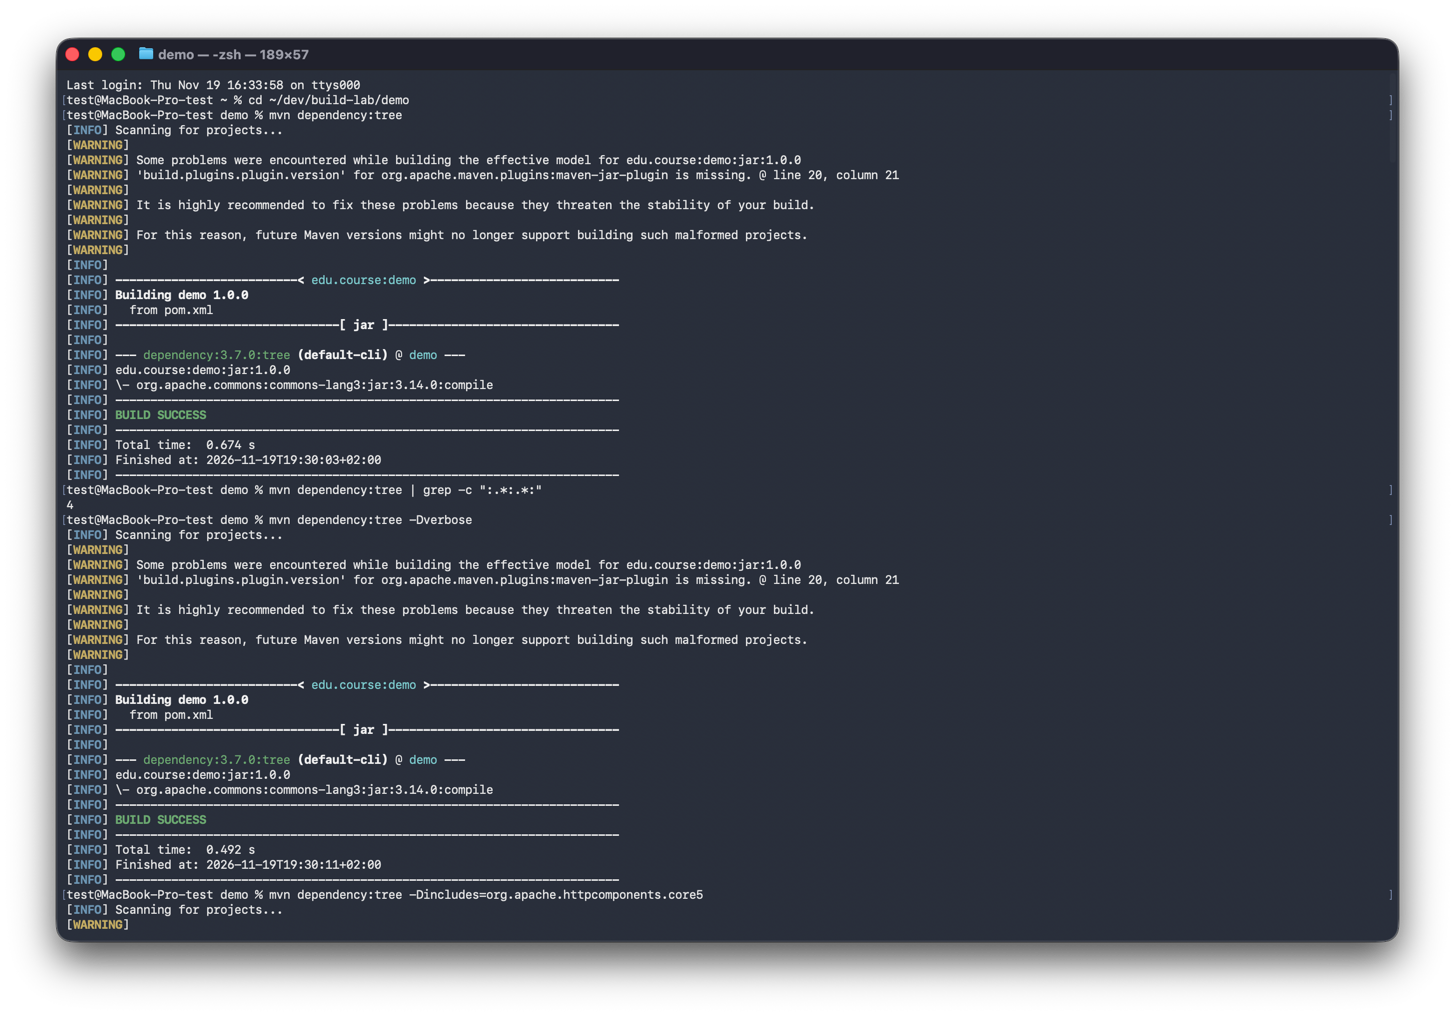 demo — -zsh — 189×57
Last login: Thu Nov 19 16:33:58 on ttys000
[test@MacBook-Pro-test ~ % cd ~/dev/build-lab/demo ]
[test@MacBook-Pro-test demo % mvn dependency:tree ]
[INFO] Scanning for projects...
[WARNING]
[WARNING] Some problems were encountered while building the effective model for edu.course:demo:jar:1.0.0
[WARNING] 'build.plugins.plugin.version' for org.apache.maven.plugins:maven-jar-plugin is missing. @ line 20, column 21
[WARNING]
[WARNING] It is highly recommended to fix these problems because they threaten the stability of your build.
[WARNING]
[WARNING] For this reason, future Maven versions might no longer support building such malformed projects.
[WARNING]
[INFO]
[INFO] --------------------------< edu.course:demo >---------------------------
[INFO] Building demo 1.0.0
[INFO]   from pom.xml
[INFO] --------------------------------[ jar ]---------------------------------
[INFO]
[INFO] --- dependency:3.7.0:tree (default-cli) @ demo ---
[INFO] edu.course:demo:jar:1.0.0
[INFO] \- org.apache.commons:commons-lang3:jar:3.14.0:compile
[INFO] ------------------------------------------------------------------------
[INFO] BUILD SUCCESS
[INFO] ------------------------------------------------------------------------
[INFO] Total time:  0.674 s
[INFO] Finished at: 2026-11-19T19:30:03+02:00
[INFO] ------------------------------------------------------------------------
[test@MacBook-Pro-test demo % mvn dependency:tree | grep -c ":.*:.*:" ]
4
[test@MacBook-Pro-test demo % mvn dependency:tree -Dverbose ]
[INFO] Scanning for projects...
[WARNING]
[WARNING] Some problems were encountered while building the effective model for edu.course:demo:jar:1.0.0
[WARNING] 'build.plugins.plugin.version' for org.apache.maven.plugins:maven-jar-plugin is missing. @ line 20, column 21
[WARNING]
[WARNING] It is highly recommended to fix these problems because they threaten the stability of your build.
[WARNING]
[WARNING] For this reason, future Maven versions might no longer support building such malformed projects.
[WARNING]
[INFO]
[INFO] --------------------------< edu.course:demo >---------------------------
[INFO] Building demo 1.0.0
[INFO]   from pom.xml
[INFO] --------------------------------[ jar ]---------------------------------
[INFO]
[INFO] --- dependency:3.7.0:tree (default-cli) @ demo ---
[INFO] edu.course:demo:jar:1.0.0
[INFO] \- org.apache.commons:commons-lang3:jar:3.14.0:compile
[INFO] ------------------------------------------------------------------------
[INFO] BUILD SUCCESS
[INFO] ------------------------------------------------------------------------
[INFO] Total time:  0.492 s
[INFO] Finished at: 2026-11-19T19:30:11+02:00
[INFO] ------------------------------------------------------------------------
[test@MacBook-Pro-test demo % mvn dependency:tree -Dincludes=org.apache.httpcomponents.core5 ]
[INFO] Scanning for projects...
[WARNING]